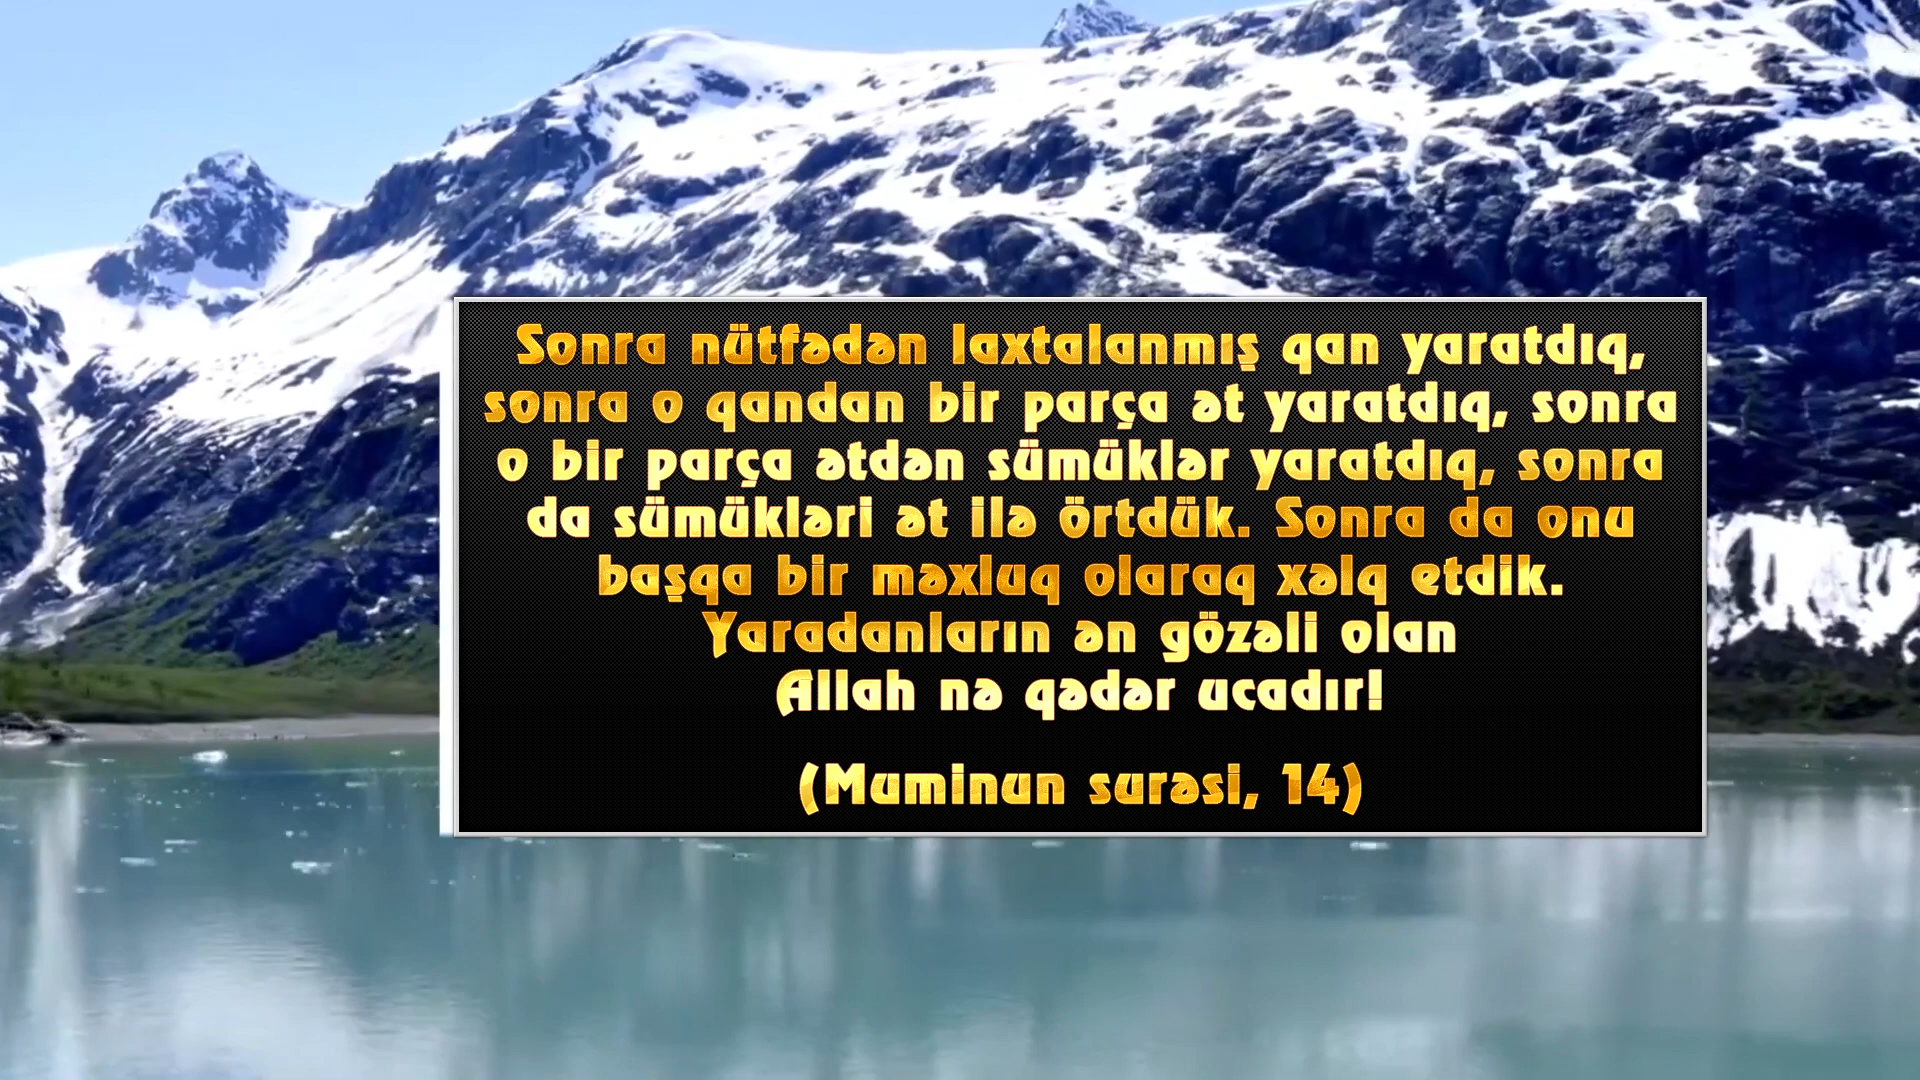 Sonra nütfədən laxtalanmış qan yaratdıq,
sonra o qandan bir parça ət yaratdıq, sonra
o bir parça ətdən sümüklər yaratdıq, sonra
da sümükləri ət ilə örtdük. Sonra da onu
başqa bir məxluq olaraq xəlq etdik.
Yaradanların ən gözəli olan
Allah nə qədər ucadır!
(Muminun surəsi, 14)